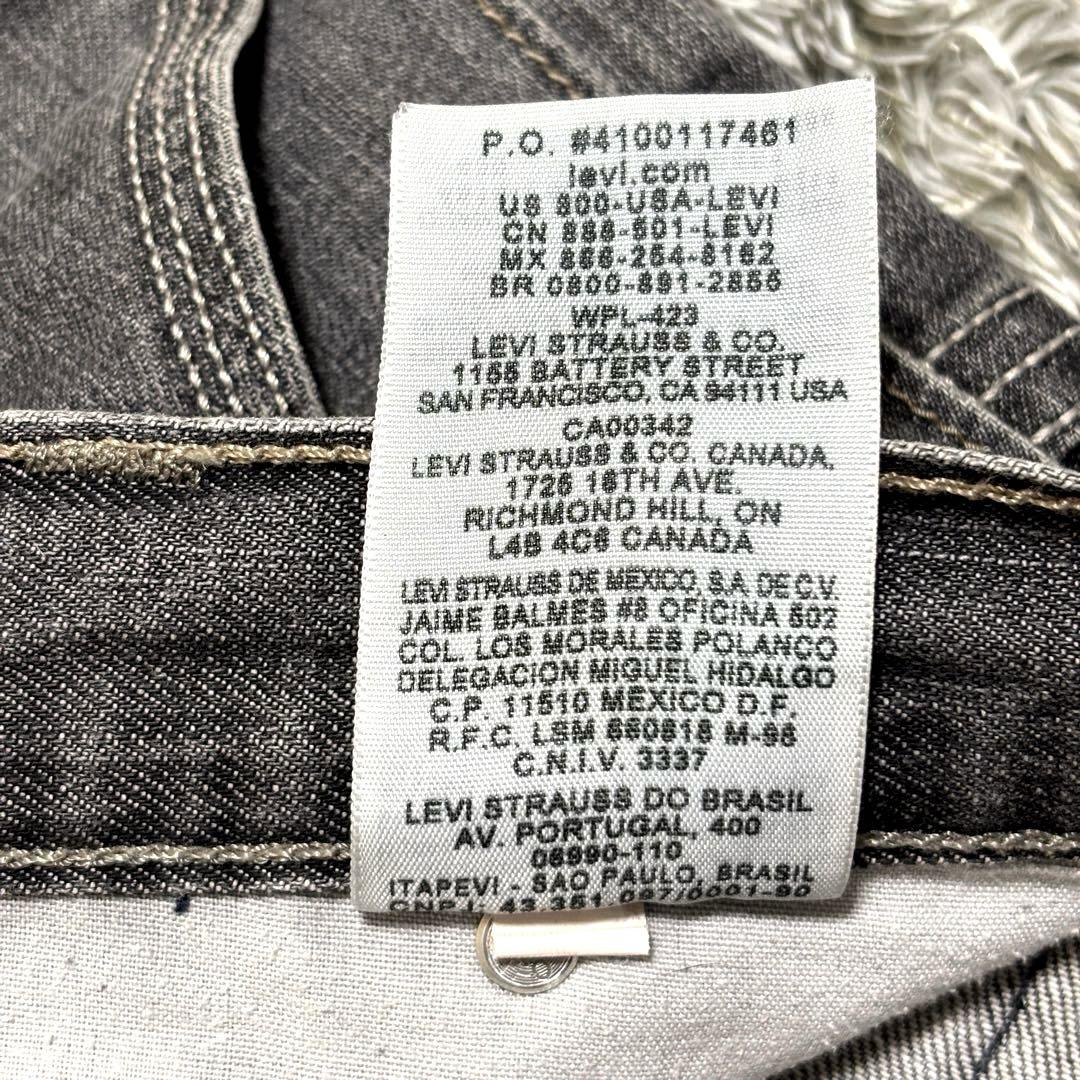 P.O. #4100117461
levi.com
US 800-USA-LEVI
CN 888-501-LEVI
MX 866-264-8162
BR 0800-891-2855
WPL-423
LEVI STRAUSS & CO.
1155 BATTERY STREET
SAN FRANCISCO, CA 94111 USA
CA00342
LEVI STRAUSS & CO. CANADA,
1725 16TH AVE.
RICHMOND HILL, ON
L4B 4C6 CANADA
LEVI STRAUSS DE MEXICO, S.A. DE C.V.
JAIME BALMES #8 OFICINA 502
COL. LOS MORALES POLANCO
DELEGACION MIGUEL HIDALGO
C.P. 11510 MEXICO D.F.
R.F.C. LSM 650818 M-96
C.N.I.V. 3337
LEVI STRAUSS DO BRASIL
AV. PORTUGAL, 400
06690-110
ITAPEVI - SAO PAULO, BRASIL